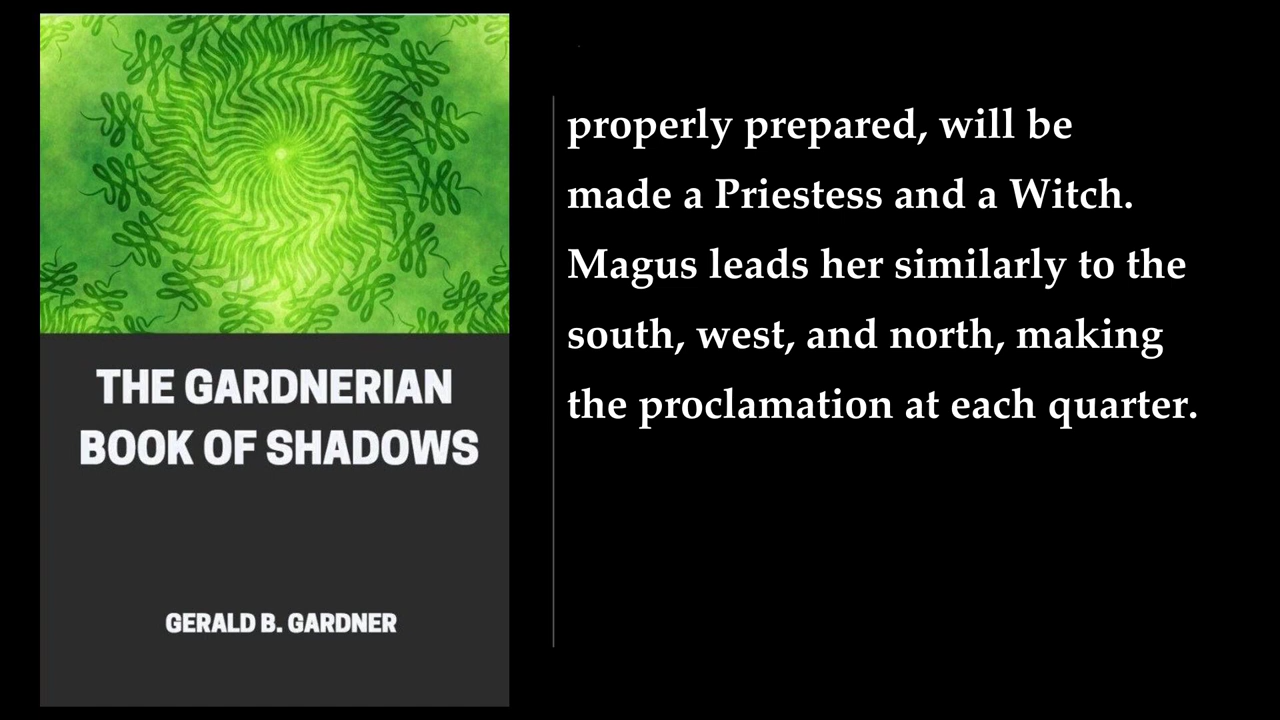 THE GARDNERIAN
BOOK OF SHADOWS
GERALD B. GARDNER
properly prepared, will be
made a Priestess and a Witch.
Magus leads her similarly to the
south, west, and north, making
the proclamation at each quarter.